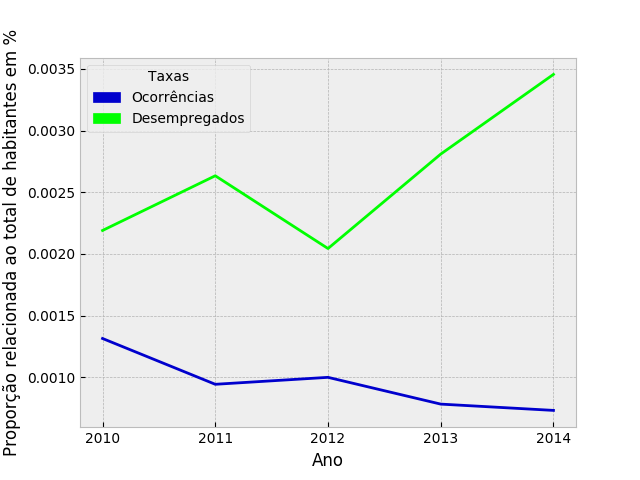 Proporção relacionada ao total de habitantes em %
0.0035
0.0030
0.0025
0.0020
0.0015
0.0010
Taxas
Ocorrências
Desempregados
2010 2011 2012 2013 2014
Ano